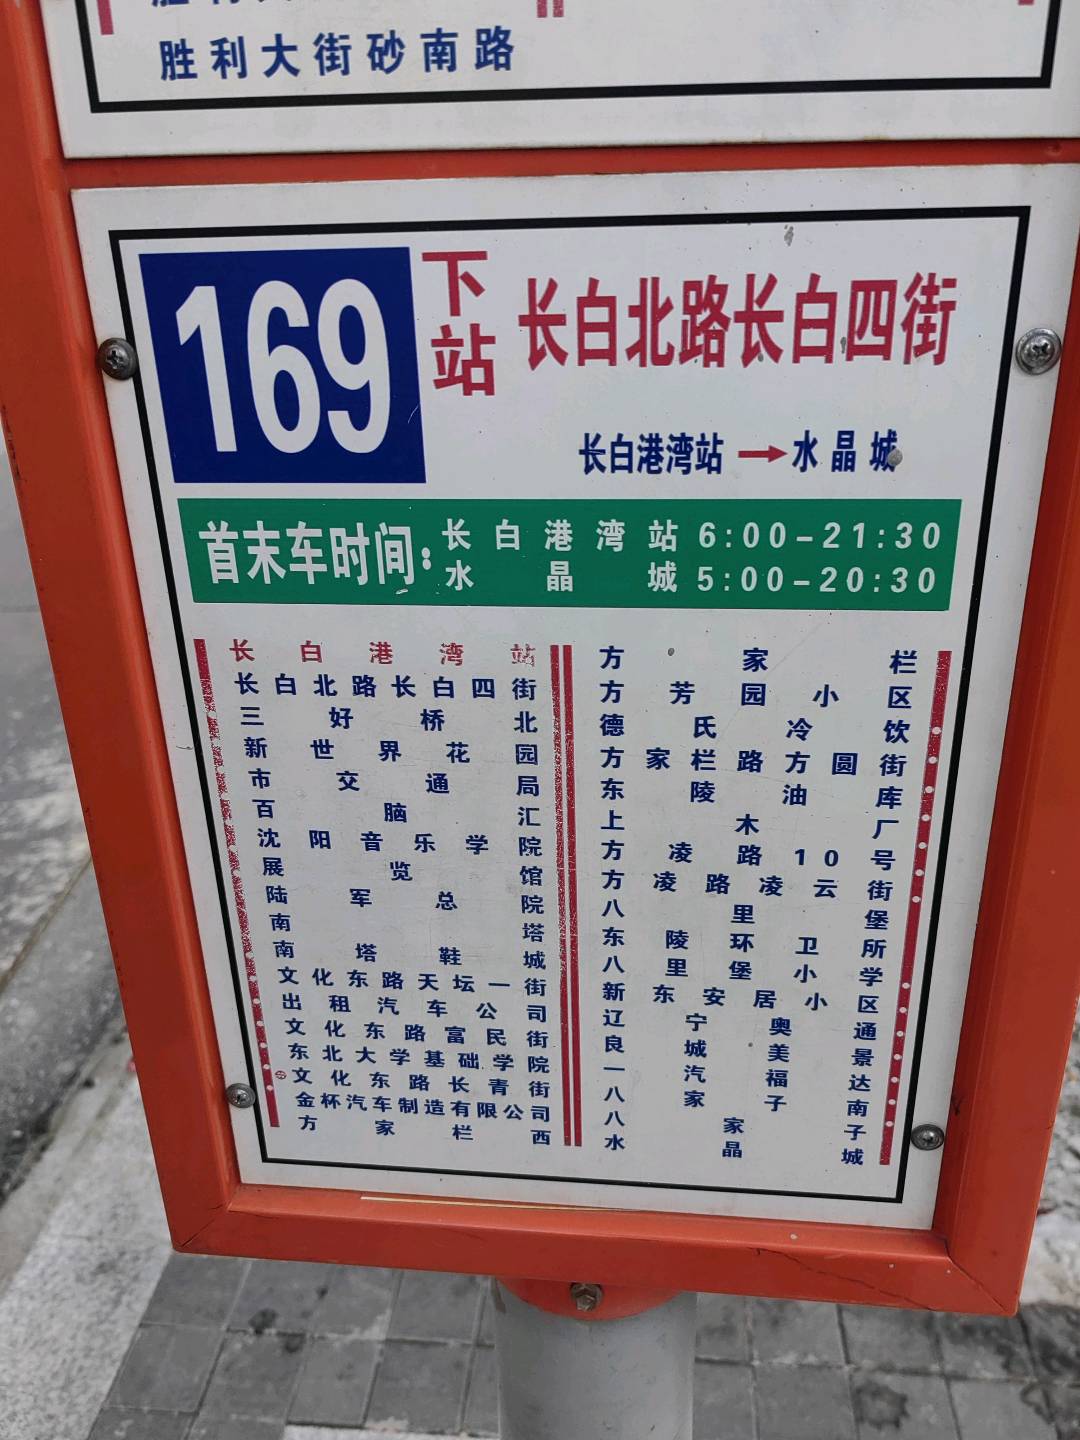 胜利大街砂南路
169
下站
长白北路长白四街
长白港湾站→水晶城
首末车时间：
长白港湾站 6:00-21:30
水晶城 5:00-20:30
长白港湾站
长白北路长白四街
三好桥北
新世界花园
市交通局
百脑汇
沈阳音乐学院
展览馆
陆军总院
南塔
南塔鞋城
文化东路天坛一街
出租汽车公司
文化东路富民街
东北大学基础学院
文化东路长青街
金杯汽车制造有限公司
方家栏西
方家栏
方芳园小区
德氏冷饮
方家栏路方圆街
东陵油库
上木厂
方凌路10号
方凌路凌云街
八里堡
东陵环卫所
八里堡小学
新东安居小区
辽宁奥通
良城美景
一汽福达
八家子南
八家子
水晶城